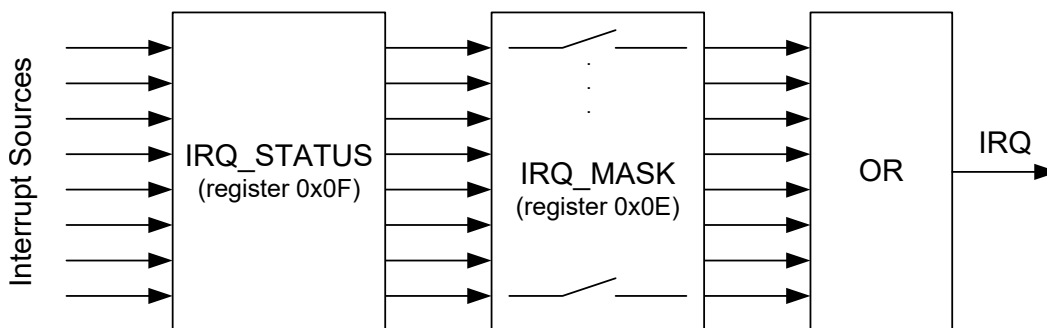 Interrupt Sources
IRQ_STATUS
(register 0x0F)
IRQ_MASK
(register 0x0E)
OR
IRQ